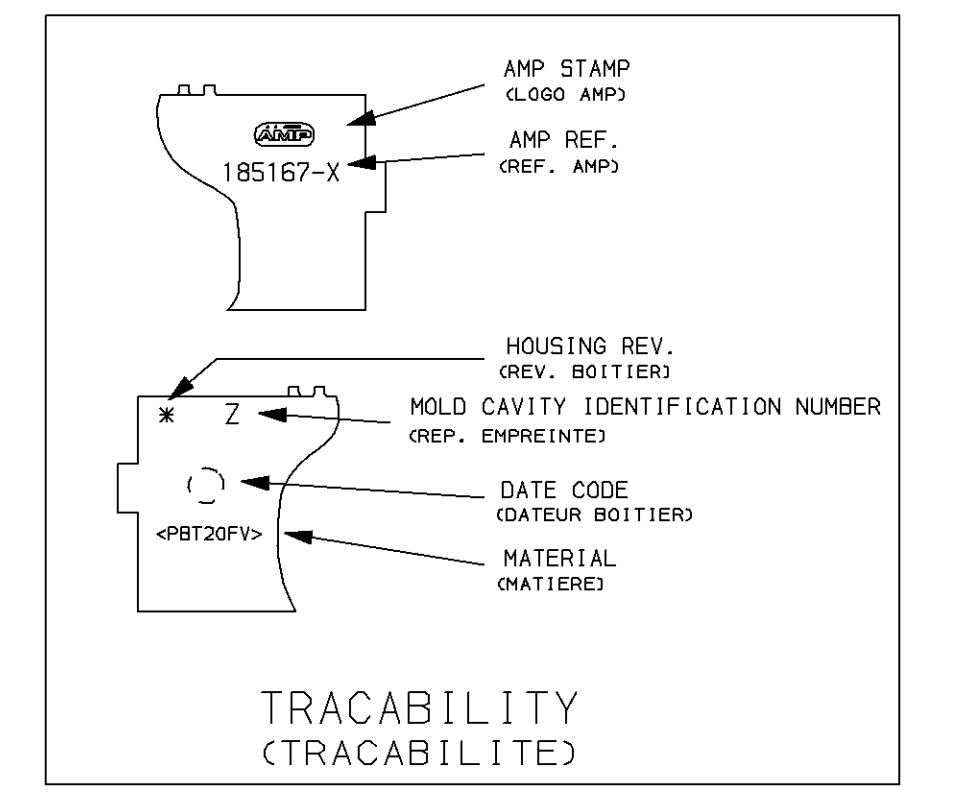 AMP STAMP
(LOGO AMP)
AMP
AMP REF.
(REF. AMP)
185167-X
HOUSING REV.
(REV. BOITIER)
* Z
MOLD CAVITY IDENTIFICATION NUMBER
(REP. EMPREINTE)
DATE CODE
(DATEUR BOITIER)
<PBT20FV>
MATERIAL
(MATIERE)
TRACABILITY
(TRACABILITE)